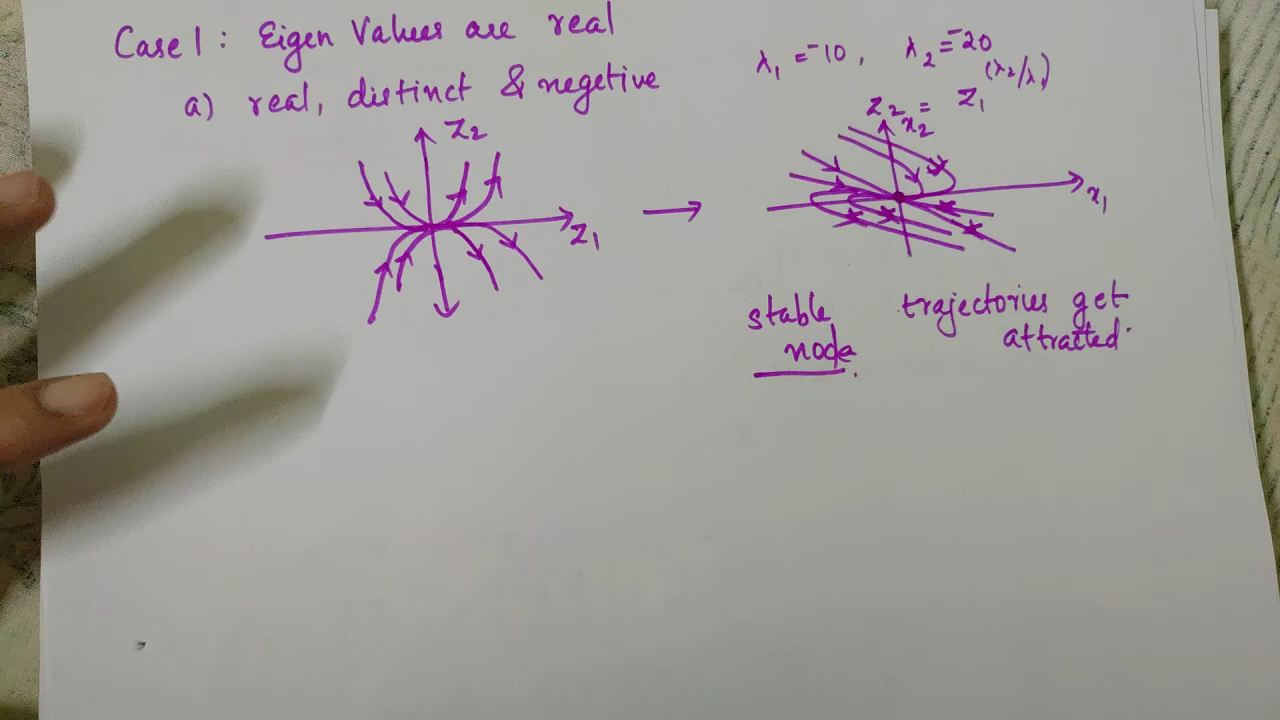 Case 1 : Eigen Values are real
a) real, distinct & negetive
λ1 = -10, λ2 = -20
Z2 = Z1^(λ2/λ1)
Z2
Z1
x2
x1
stable node.
trajectories get attracted.